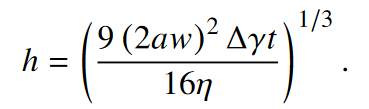 h = \left( \frac{9 (2aw)^2 \Delta\gamma t}{16\eta} \right)^{1/3}.